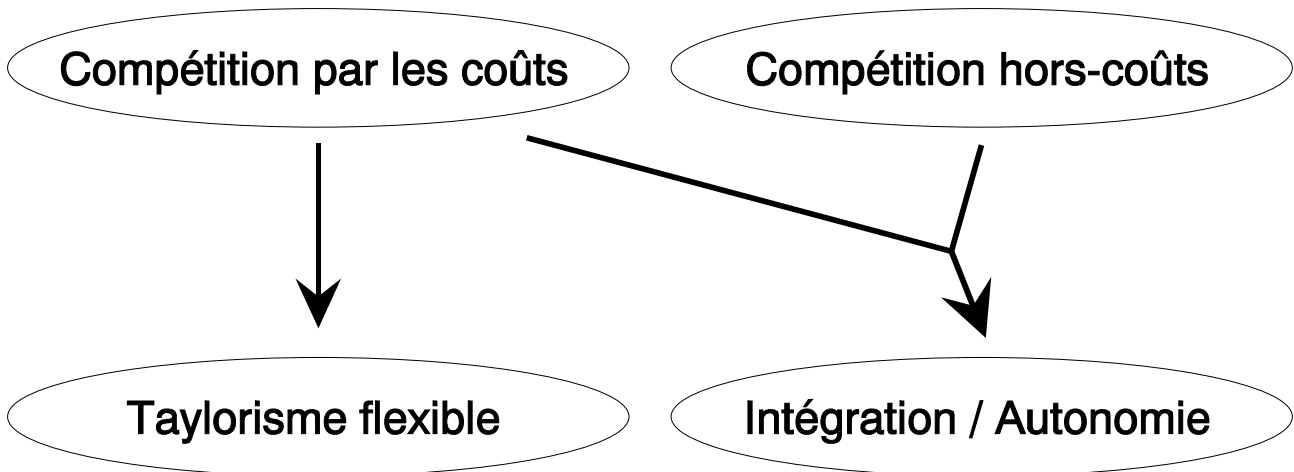 Compétition par les coûts
Compétition hors-coûts
Taylorisme flexible
Intégration / Autonomie